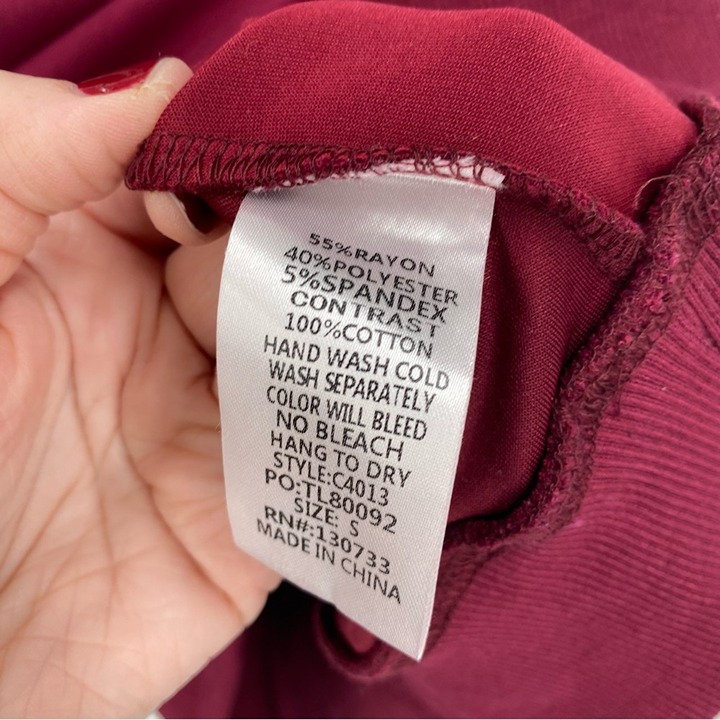 55%RAYON
40%POLYESTER
5%SPANDEX
CONTRAST
100%COTTON
HAND WASH COLD
WASH SEPARATELY
COLOR WILL BLEED
NO BLEACH
HANG TO DRY
STYLE:C4013
PO:TL80092
SIZE: S
RN#:130733
MADE IN CHINA